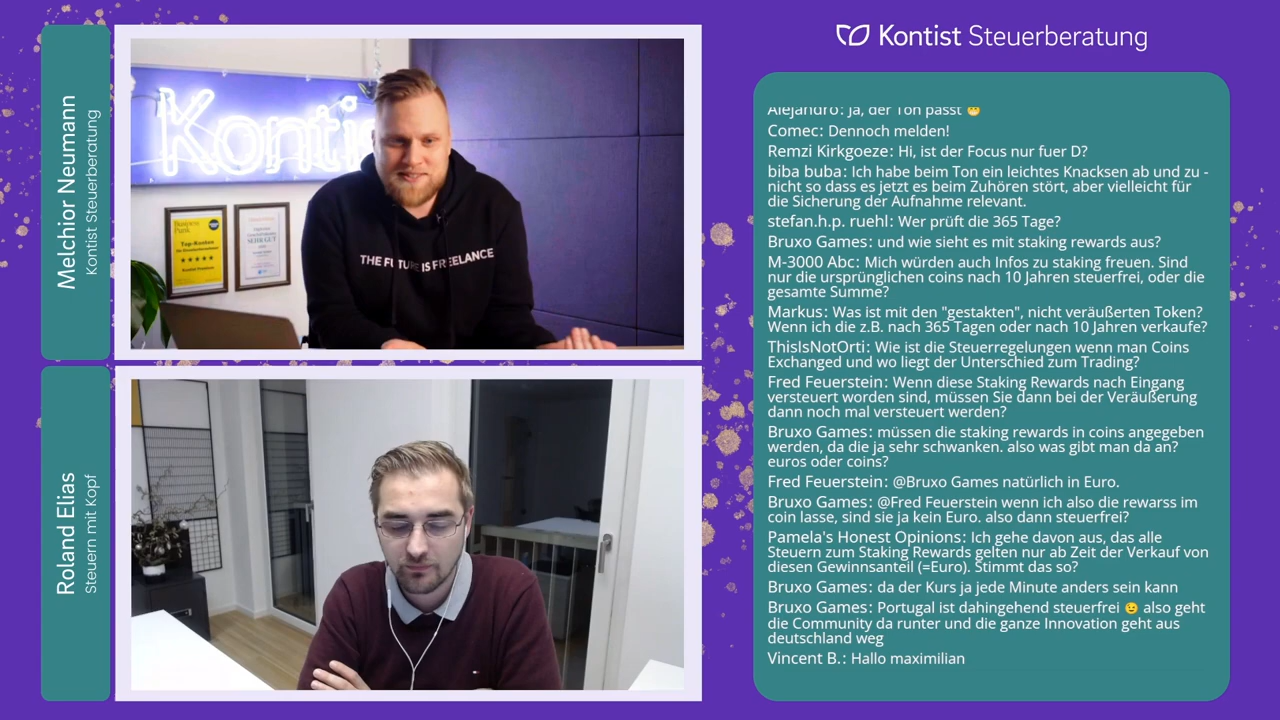 Melchior Neumann
Kontist Steuerberatung
Konti
Business Punk
Top-Konten
★★★★★
SEHR GUT
THE FUTURE IS FREELANCE
Roland Elias
Steuern mit Kopf
Kontist Steuerberatung
Alejandro: Ja, der Ton passt 😬
Comec: Dennoch melden!
Remzi Kirkgoeze: Hi, ist der Focus nur fuer D?
biba buba: Ich habe beim Ton ein leichtes Knacksen ab und zu -
nicht so dass es jetzt es beim Zuhören stört, aber vielleicht für
die Sicherung der Aufnahme relevant.
stefan.h.p. ruehl: Wer prüft die 365 Tage?
Bruxo Games: und wie sieht es mit staking rewards aus?
M-3000 Abc: Mich würden auch Infos zu staking freuen. Sind
nur die ursprünglichen coins nach 10 Jahren steuerfrei, oder die
gesamte Summe?
Markus: Was ist mit den "gestakten", nicht veräußerten Token?
Wenn ich die z.B. nach 365 Tagen oder nach 10 Jahren verkaufe?
ThisIsNotOrti: Wie ist die Steuerregelungen wenn man Coins
Exchanged und wo liegt der Unterschied zum Trading?
Fred Feuerstein: Wenn diese Staking Rewards nach Eingang
versteuert worden sind, müssen Sie dann bei der Veräußerung
dann noch mal versteuert werden?
Bruxo Games: müssen die staking rewards in coins angegeben
werden, da die ja sehr schwanken. also was gibt man da an?
euros oder coins?
Fred Feuerstein: @Bruxo Games natürlich in Euro.
Bruxo Games: @Fred Feuerstein wenn ich also die rewarss im
coin lasse, sind sie ja kein Euro. also dann steuerfrei?
Pamela's Honest Opinions: Ich gehe davon aus, das alle
Steuern zum Staking Rewards gelten nur ab Zeit der Verkauf von
diesen Gewinnsanteil (=Euro). Stimmt das so?
Bruxo Games: da der Kurs ja jede Minute anders sein kann
Bruxo Games: Portugal ist dahingehend steuerfrei 😉 also geht
die Community da runter und die ganze Innovation geht aus
deutschland weg
Vincent B.: Hallo maximilian